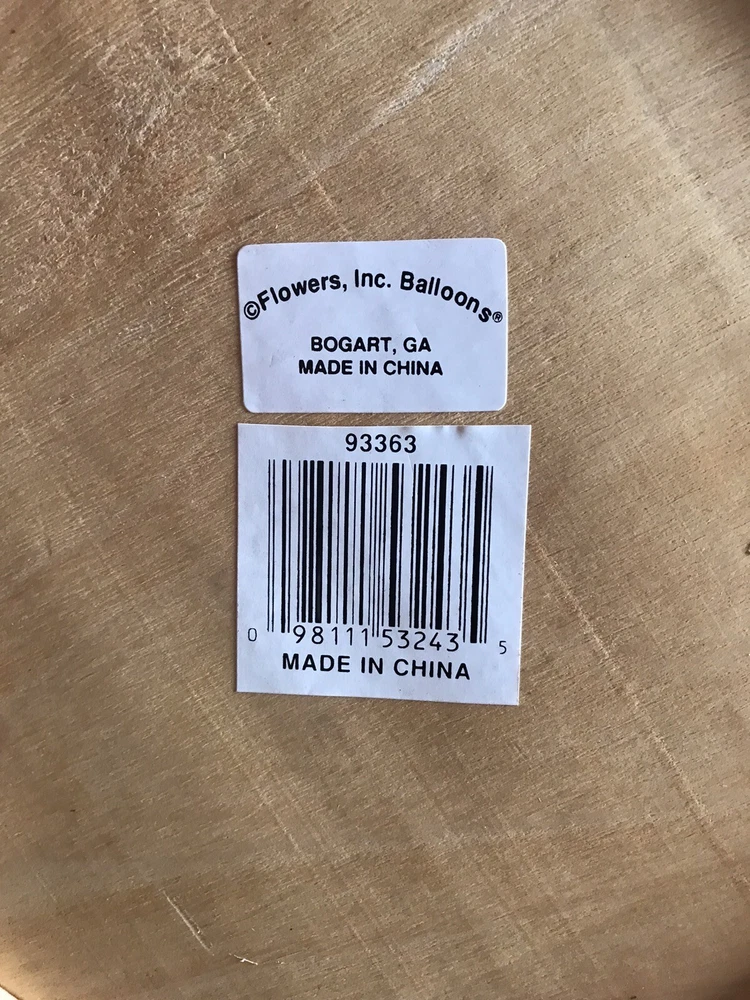 ©Flowers, Inc. Balloons®
BOGART, GA
MADE IN CHINA
93363
0 98111 53243 5
MADE IN CHINA